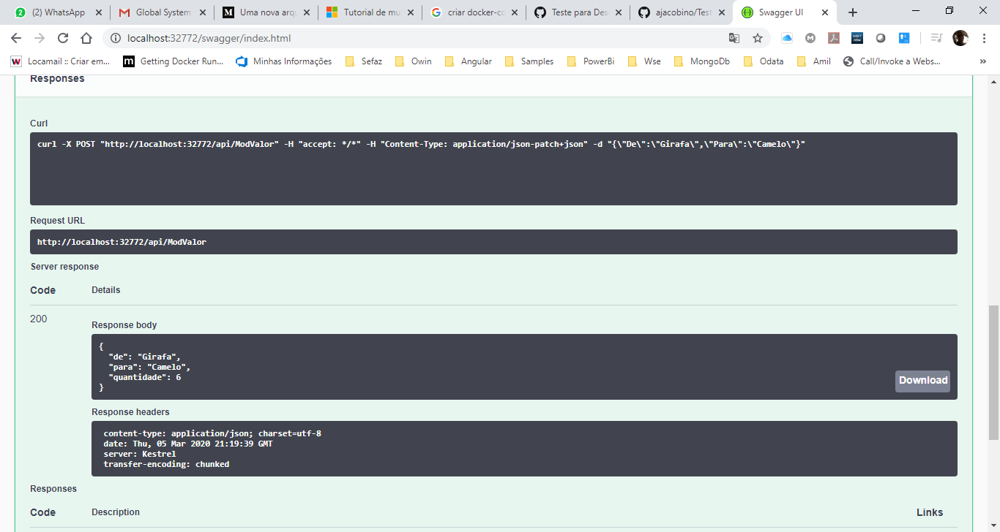 (2) WhatsApp
Global System
Uma nova arq
Tutorial de mu
criar docker-co
Teste para Des
ajacobino/Test
Swagger UI
localhost:32772/swagger/index.html
Locamail :: Criar em...
Getting Docker Run...
Minhas Informações
Sefaz
Owin
Angular
Samples
PowerBi
Wse
MongoDb
Odata
Amil
Call/Invoke a Webs...
»
Responses
Curl
curl -X POST "http://localhost:32772/api/ModValor" -H "accept: */*" -H "Content-Type: application/json-patch+json" -d "{\"De\":\"Girafa\",\"Para\":\"Camelo\"}"
Request URL
http://localhost:32772/api/ModValor
Server response
Code Details
200
Response body
{
"de": "Girafa",
"para": "Camelo",
"quantidade": 6
}
Download
Response headers
content-type: application/json; charset=utf-8
date: Thu, 05 Mar 2020 21:19:39 GMT
server: Kestrel
transfer-encoding: chunked
Responses
Code Description Links